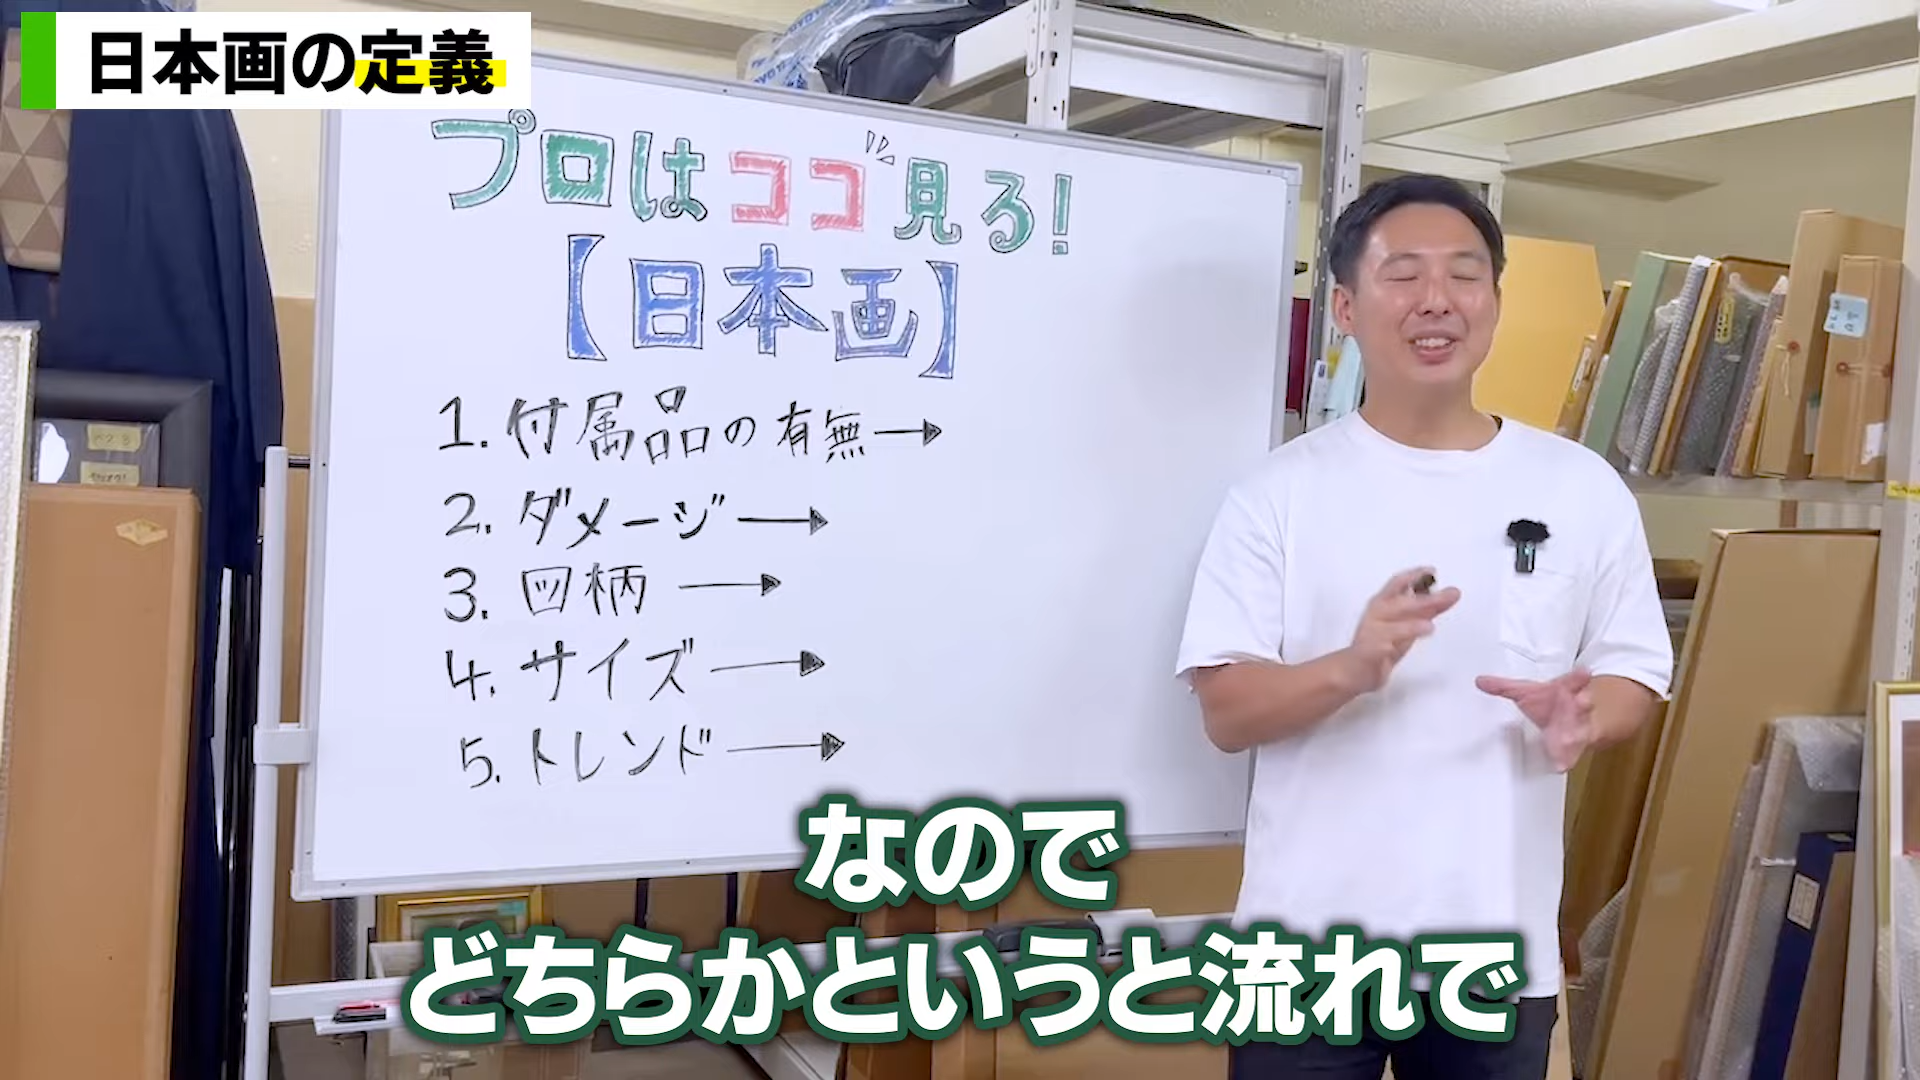 日本画の定義
プロはココ見る!
【日本画】
1. 付属品の有無→
2. ダメージ→
3. 図柄→
4. サイズ→
5. トレンド→
なので
どちらかというと流れで